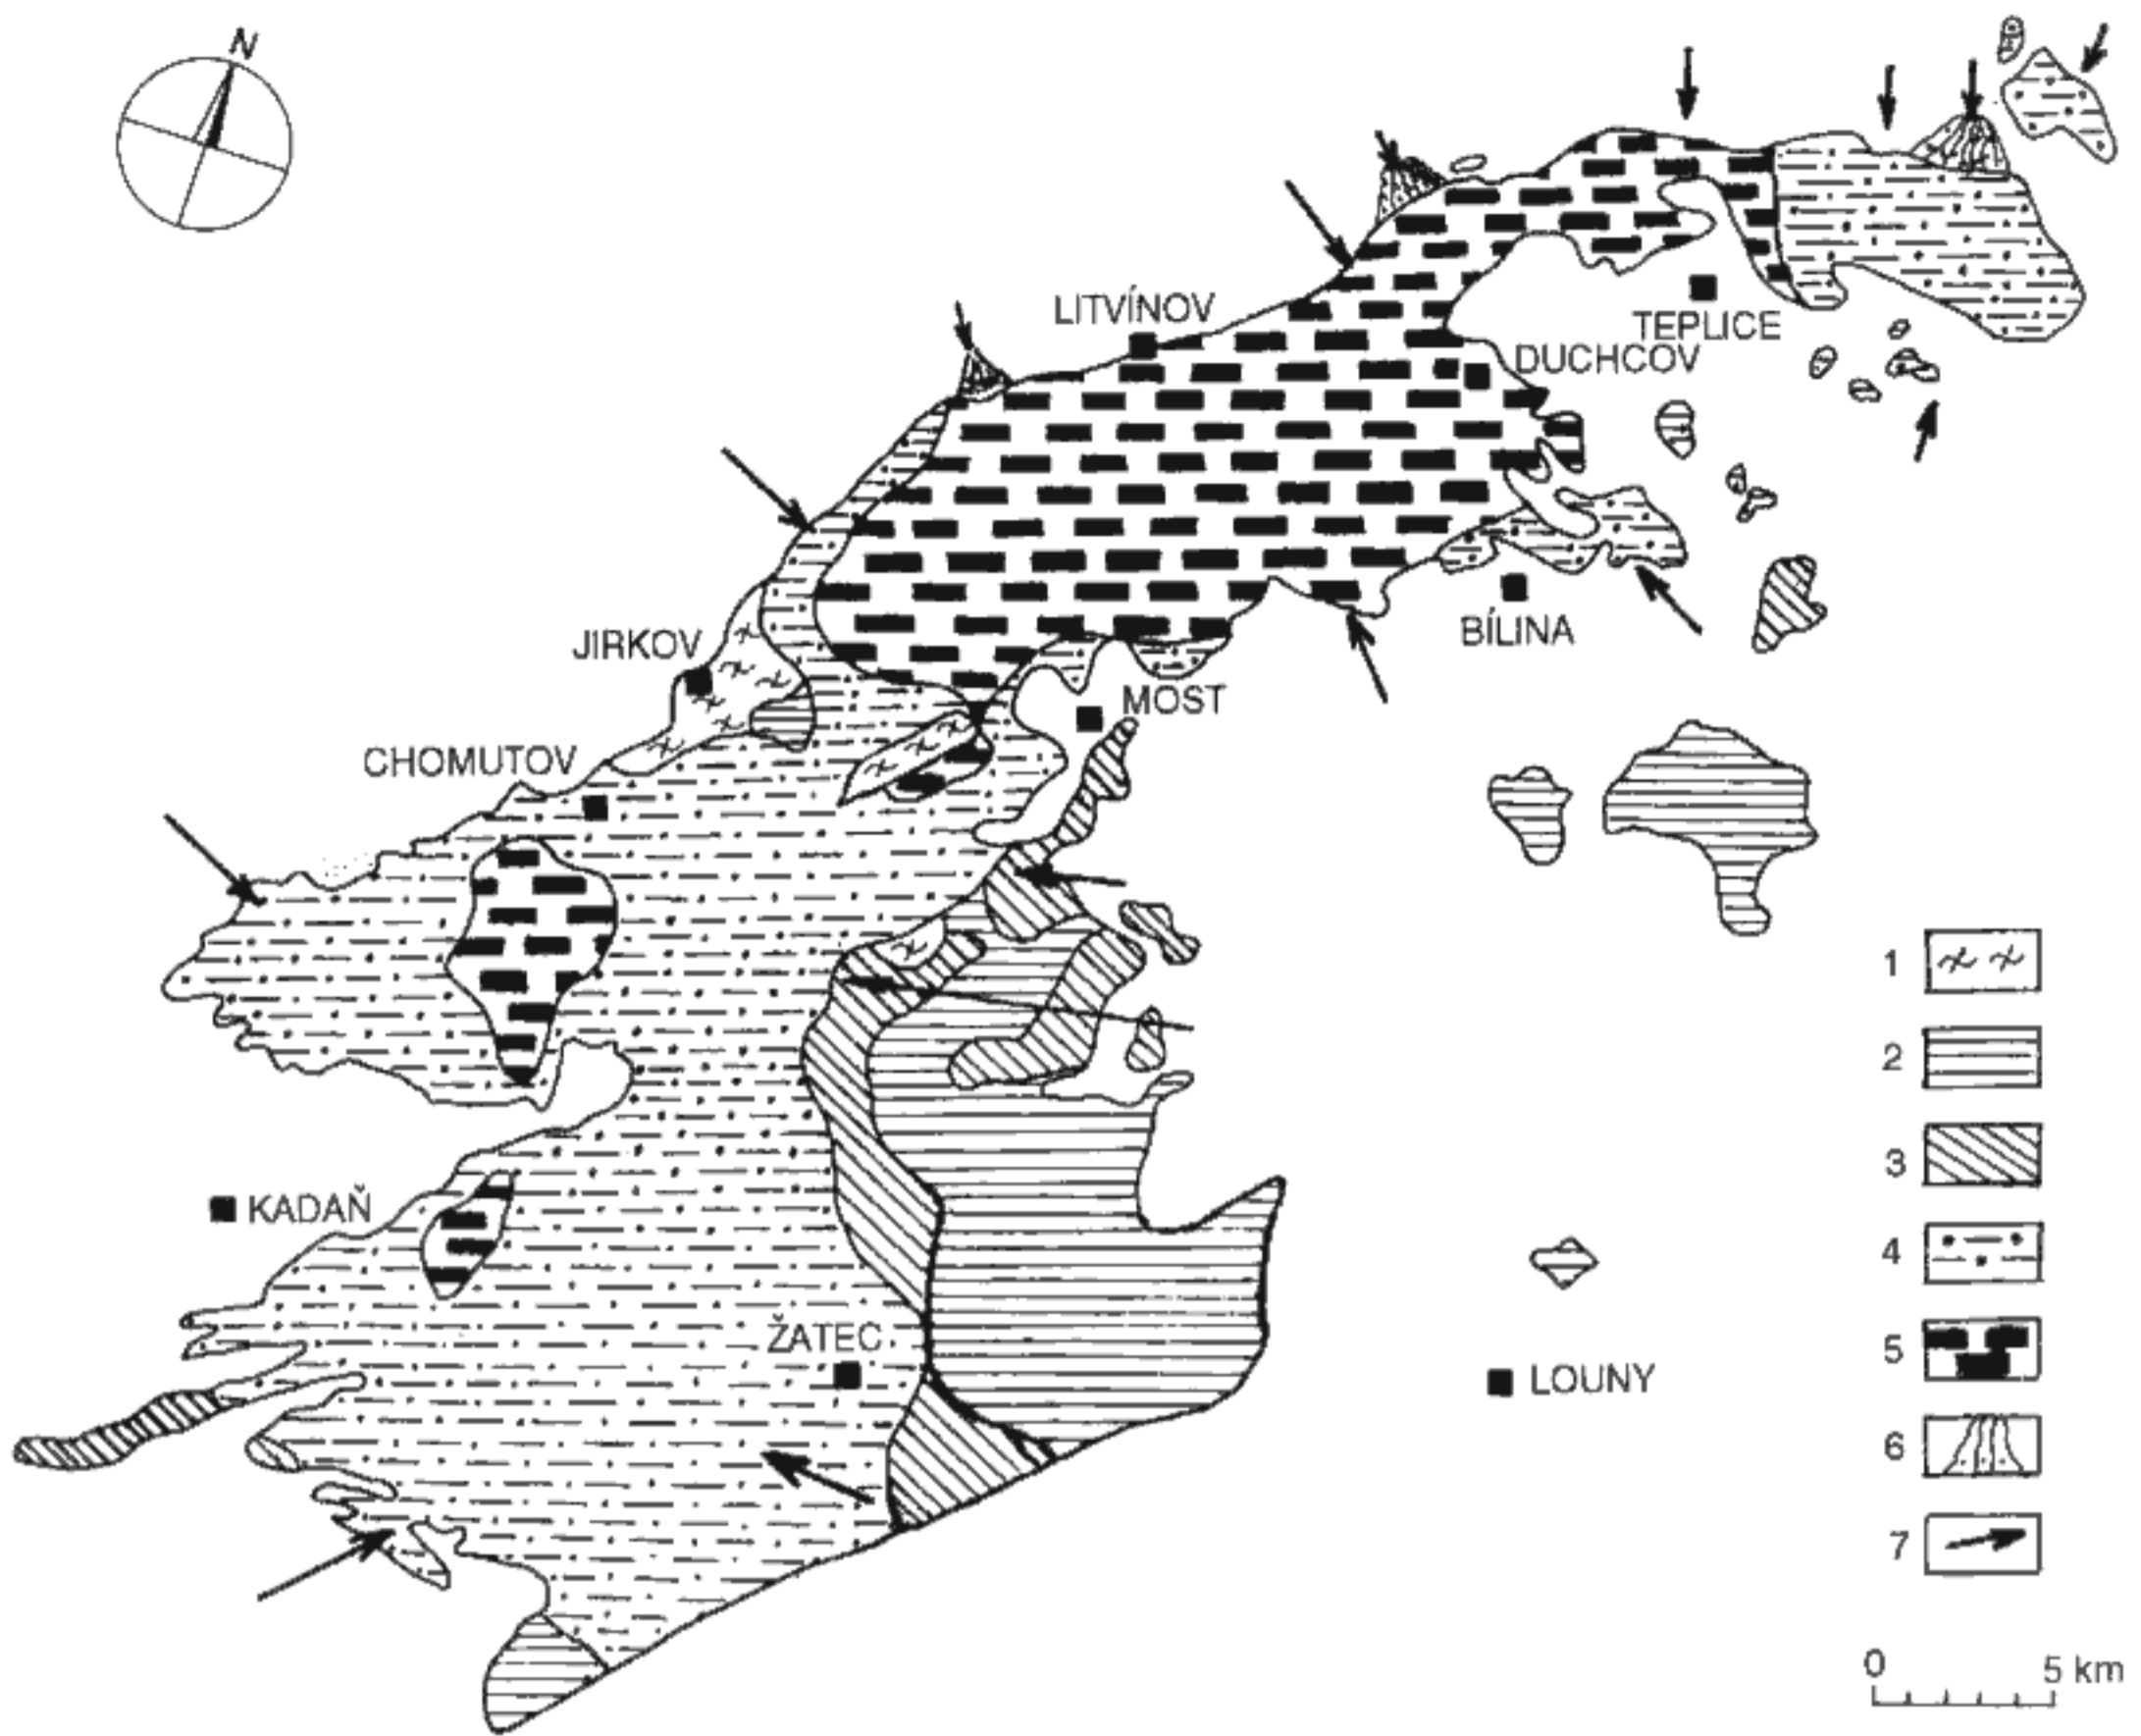 N
LITVÍNOV
TEPLICE
DUCHCOV
JIRKOV
BÍLINA
MOST
CHOMUTOV
1
2
3
KADAŇ
4
ŽATEC
5
LOUNY
6
7
0 5 km